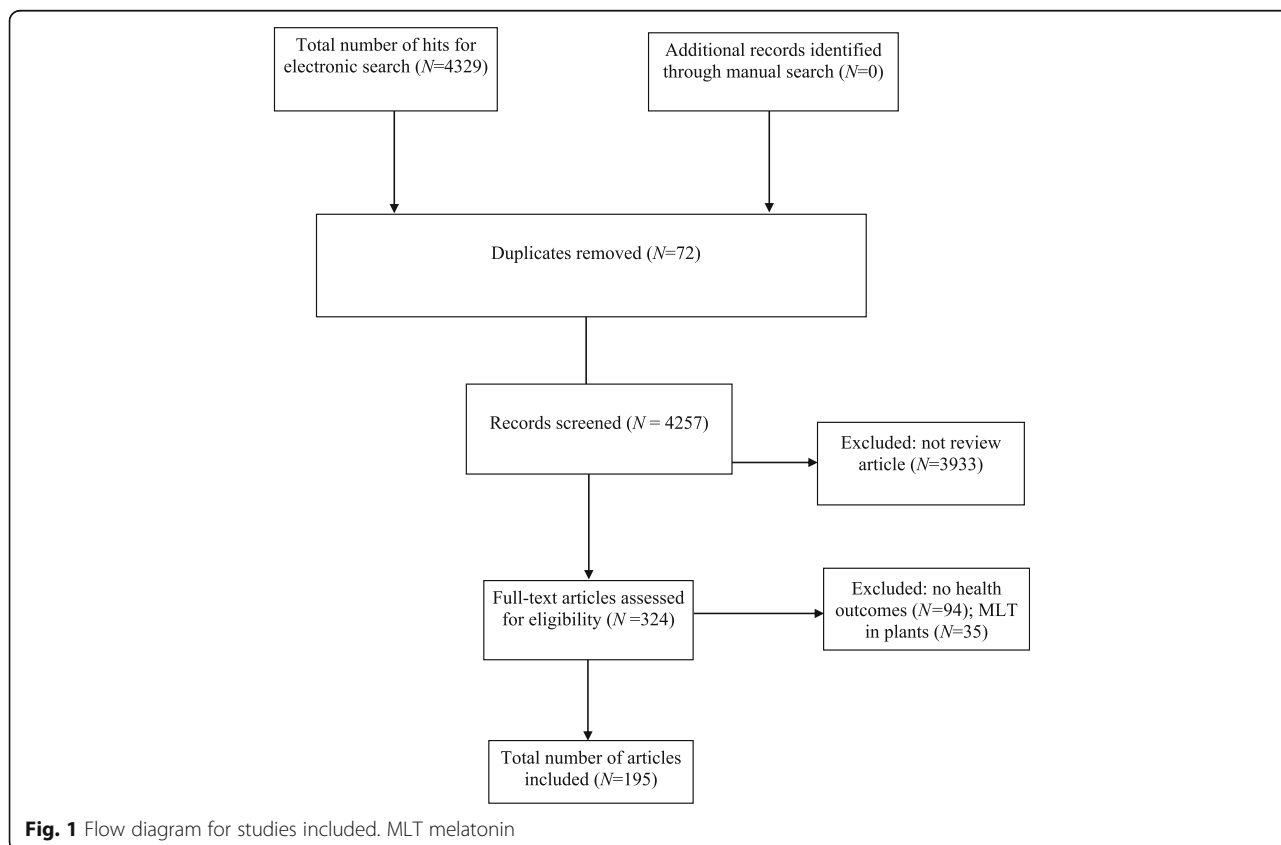 Total number of hits for
electronic search (N=4329)
Additional records identified
through manual search (N=0)
Duplicates removed (N=72)
Records screened (N = 4257)
Excluded: not review
article (N=3933)
Full-text articles assessed
for eligibility (N =324)
Excluded: no health
outcomes (N=94); MLT
in plants (N=35)
Total number of articles
included (N=195)
Fig. 1 Flow diagram for studies included. MLT melatonin